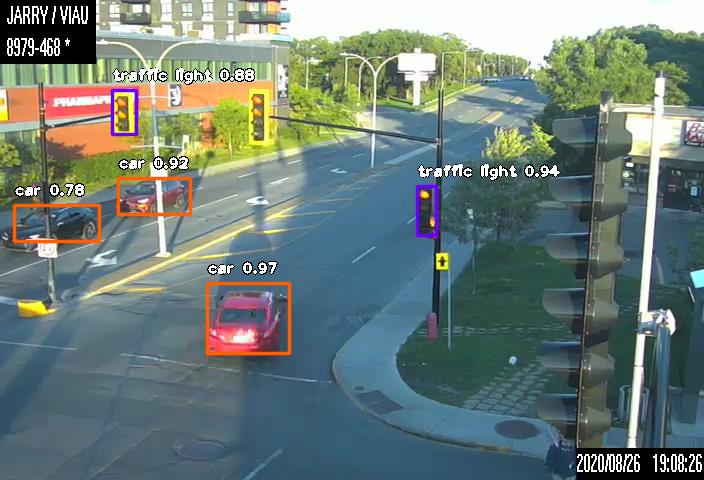 JARRY / VIAU
8979-468 *
traffic light 0.88
PHARMAP
car 0.92
traffic light 0.94
car 0.78
car 0.97
2020/08/26 19:08:26